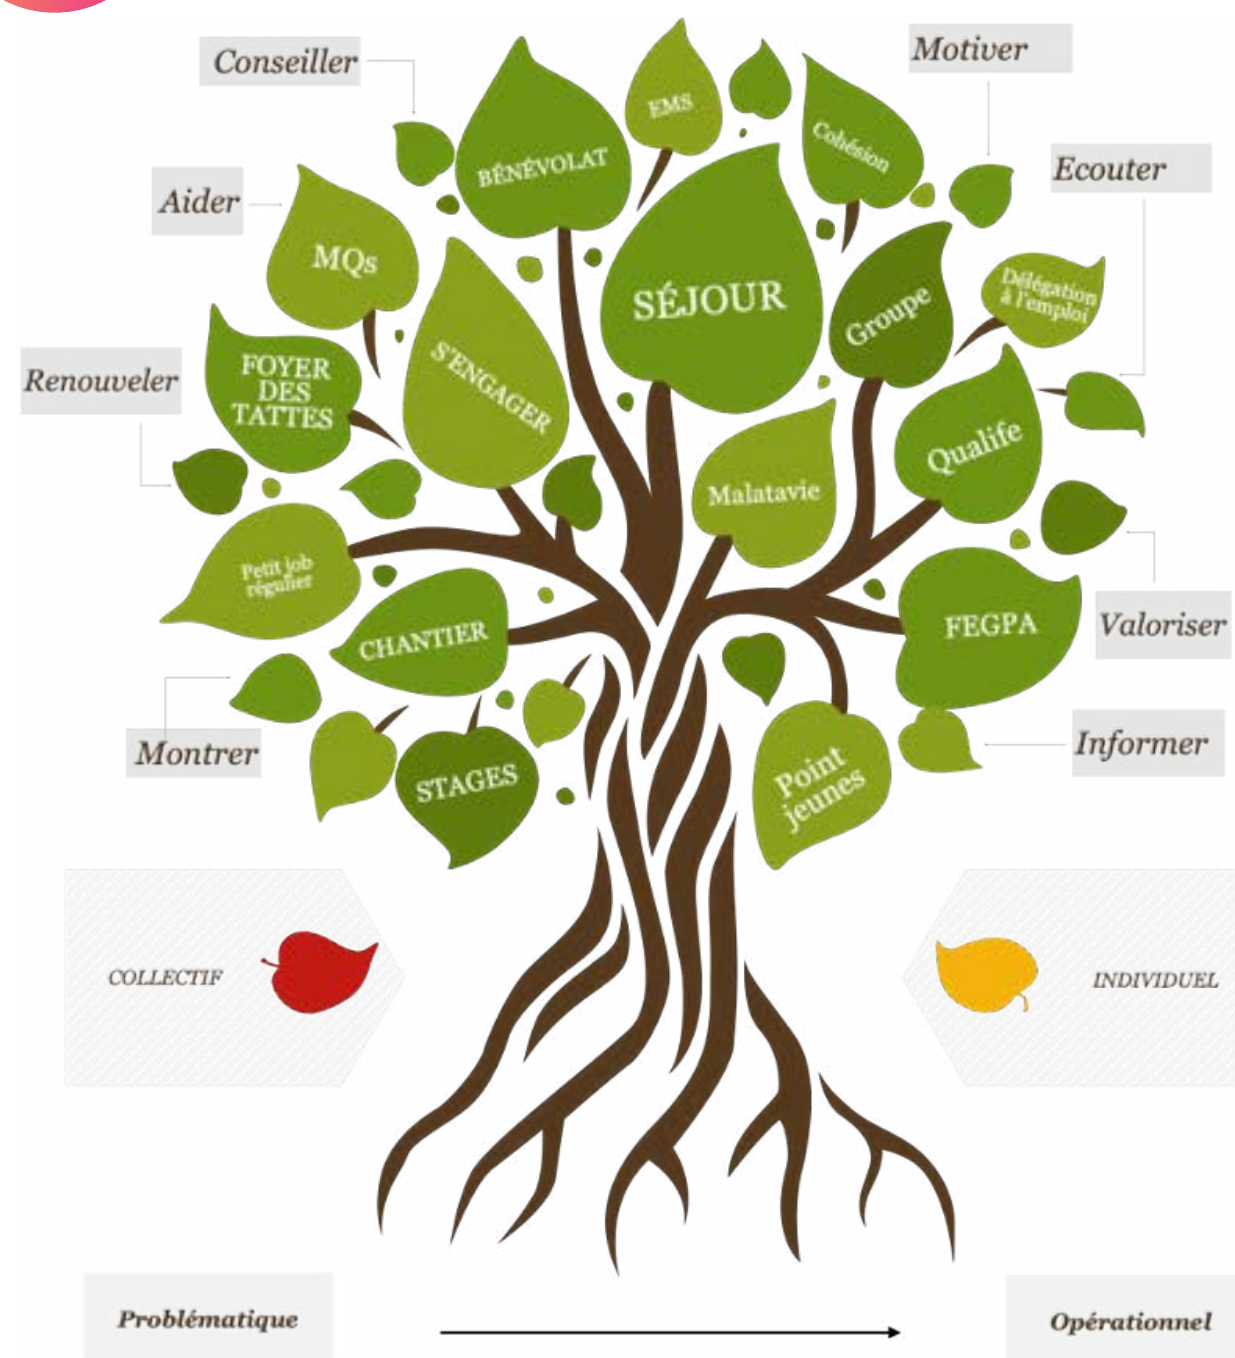 Conseiller
Motiver
EMS
Cohésion
BÉNÉVOLAT
Ecouter
Aider
MQs
SÉJOUR
Groupe
Délégation
à l'emploi
Renouveler
FOYER
DES
TATTES
S'ENGAGER
Qualife
Malatavie
Petit job
régulier
CHANTIER
FEGPA
Valoriser
Montrer
STAGES
Point
jeunes
Informer
COLLECTIF
INDIVIDUEL
Problématique
Opérationnel